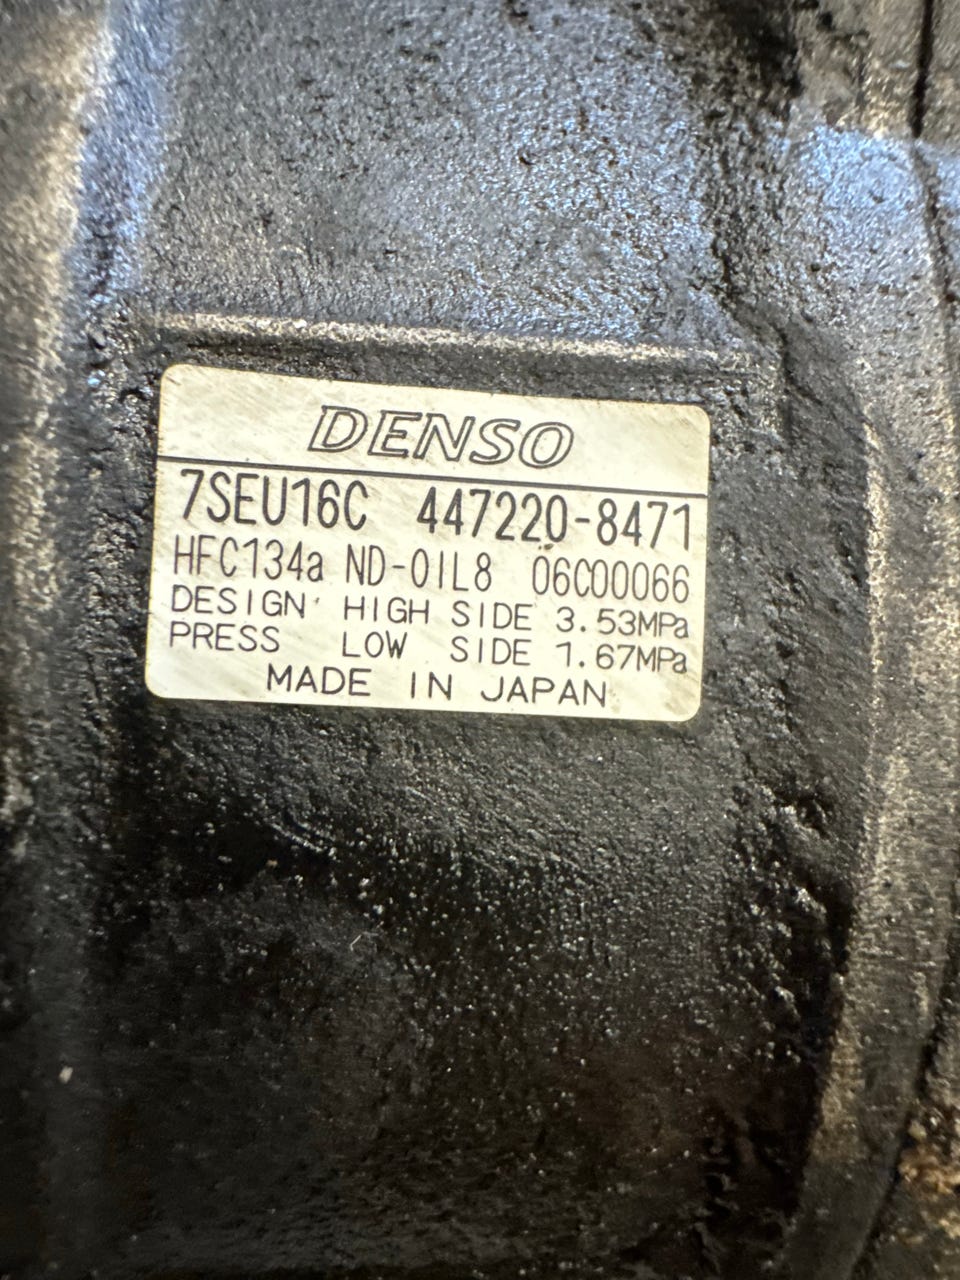 DENSO
7SEU16C 447220-8471
HFC134a ND-OIL8 06C00066
DESIGN HIGH SIDE 3.53MPa
PRESS LOW SIDE 1.67MPa
MADE IN JAPAN